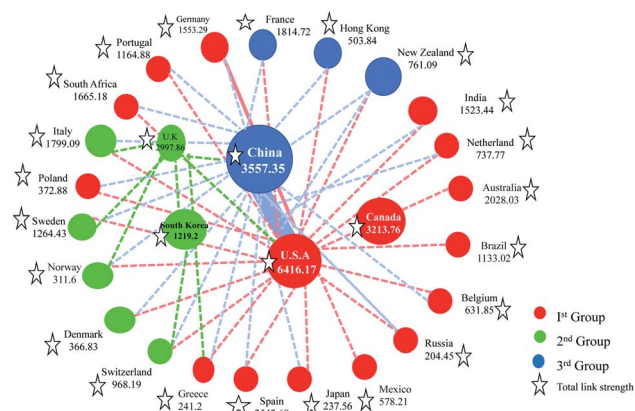 Germany
1553.29
France
1814.72
Hong Kong
503.84
Portugal
1164.88
New Zealand
761.09
South Africa
1665.18
India
1523.44
Italy
1799.09
U.K
2997.86
China
3557.35
Netherland
737.77
Poland
372.88
Australia
2028.03
Sweden
1264.43
South Korea
1219.2
Canada
3213.76
U.S.A
6416.17
Brazil
1133.02
Norway
311.6
Belgium
631.85
Denmark
366.83
Russia
204.45
Switzerland
968.19
Greece
241.2
Spain
Japan
237.56
Mexico
578.21
Ist Group
2nd Group
3rd Group
Total link strength